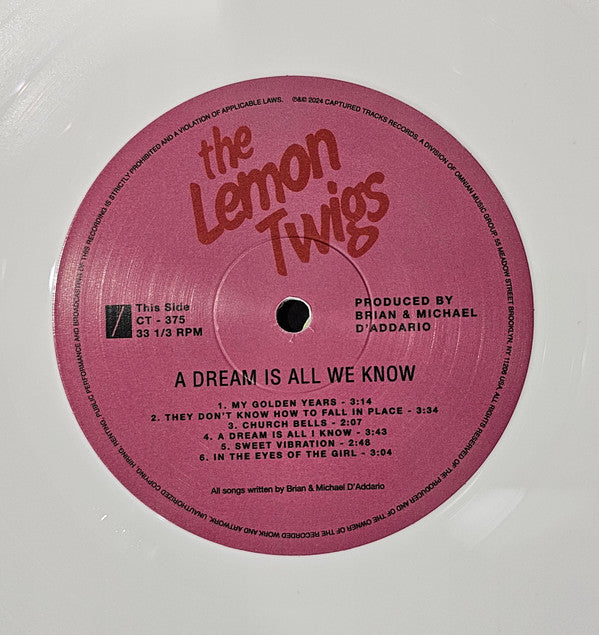 the
Lemon
Twigs
This Side
CT - 375
33 1/3 RPM
PRODUCED BY
BRIAN & MICHAEL
D'ADDARIO
A DREAM IS ALL WE KNOW
1. MY GOLDEN YEARS - 3:14
2. THEY DON'T KNOW HOW TO FALL IN PLACE - 3:34
3. CHURCH BELLS - 2:07
4. A DREAM IS ALL I KNOW - 3:43
5. SWEET VIBRATION - 2:48
6. IN THE EYES OF THE GIRL - 3:04
All songs written by Brian & Michael D'Addario
℗&© 2024 CAPTURED TRACKS RECORDS, A DIVISION OF OMNIAN MUSIC GROUP, 55 MEADOW STREET BROOKLYN, NY 11206 USA. ALL RIGHTS RESERVED OF THE PRODUCER AND OF THE OWNER OF THE RECORDED WORK AND ARTWORK. UNAUTHORIZED COPYING, HIRING, RENTING, PUBLIC PERFORMANCE AND BROADCASTING OF THIS RECORDING IS STRICTLY PROHIBITED AND A VIOLATION OF APPLICABLE LAWS.